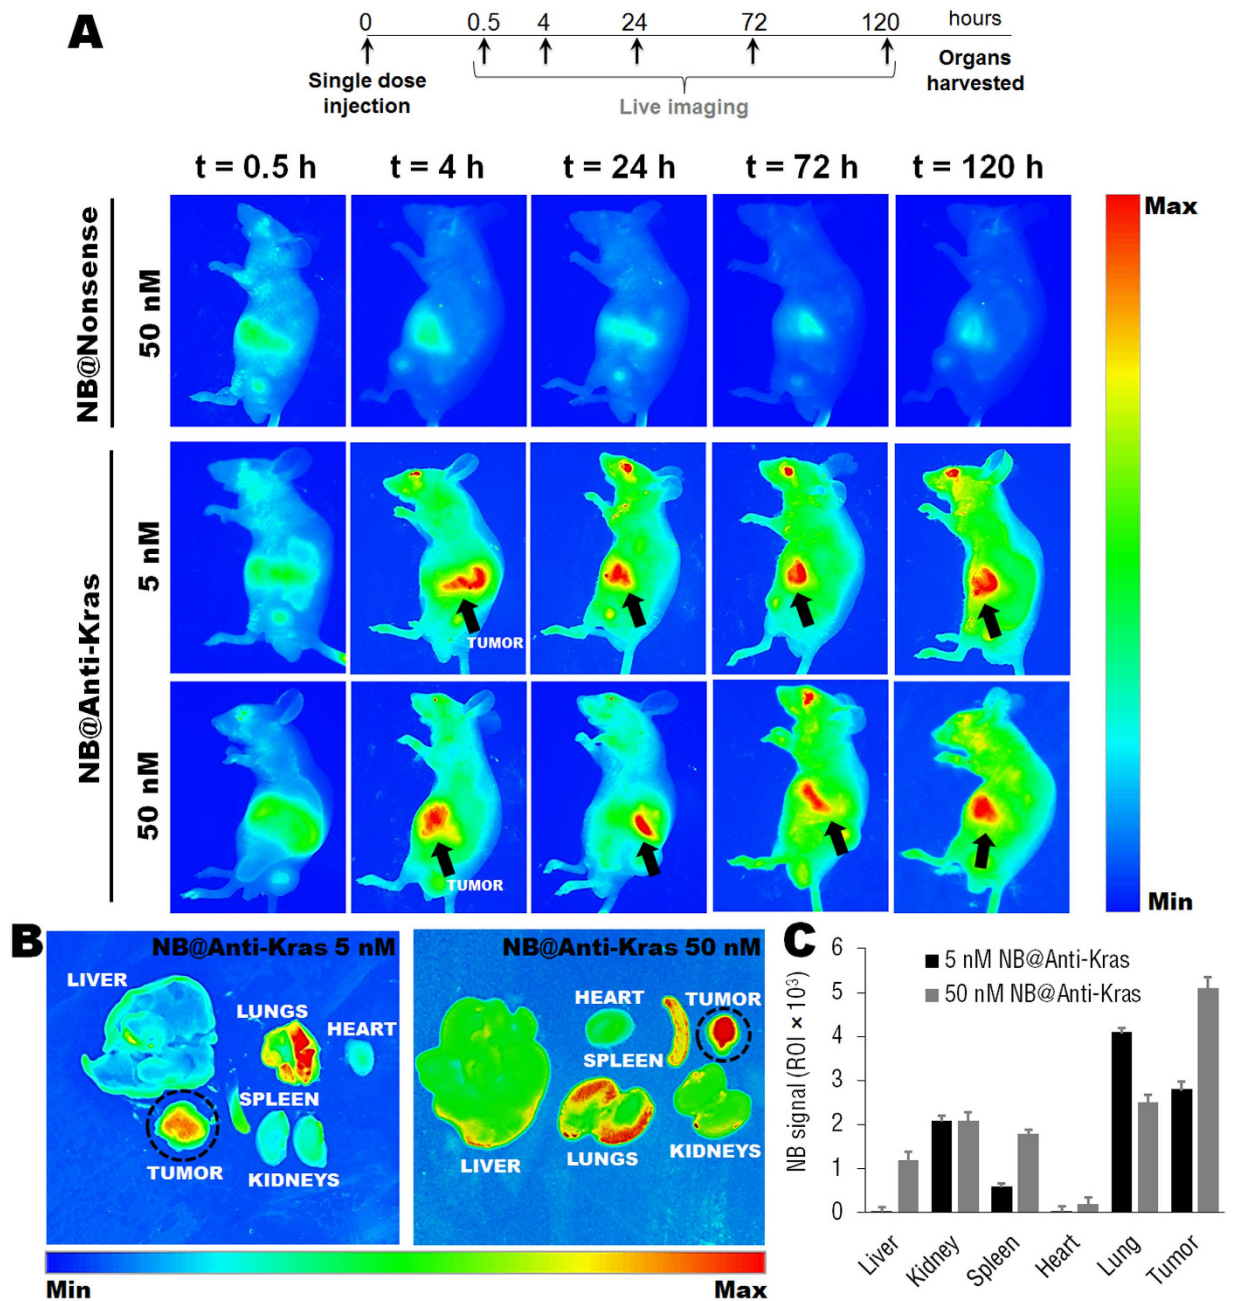 A
0 0.5 4 24 72 120 hours
Single dose
injection
Live imaging
Organs
harvested
t = 0.5 h t = 4 h t = 24 h t = 72 h t = 120 h
NB@Nonsense
50 nM
NB@Anti-Kras
5 nM
50 nM
TUMOR
TUMOR
Max
Min
B
NB@Anti-Kras 5 nM
LIVER
LUNGS
HEART
SPLEEN
TUMOR
KIDNEYS
NB@Anti-Kras 50 nM
HEART
TUMOR
SPLEEN
LIVER
LUNGS
KIDNEYS
Min
Max
C
NB signal (ROI × 10³)
6
5
4
3
2
1
0
5 nM NB@Anti-Kras
50 nM NB@Anti-Kras
Liver Kidney Spleen Heart Lung Tumor